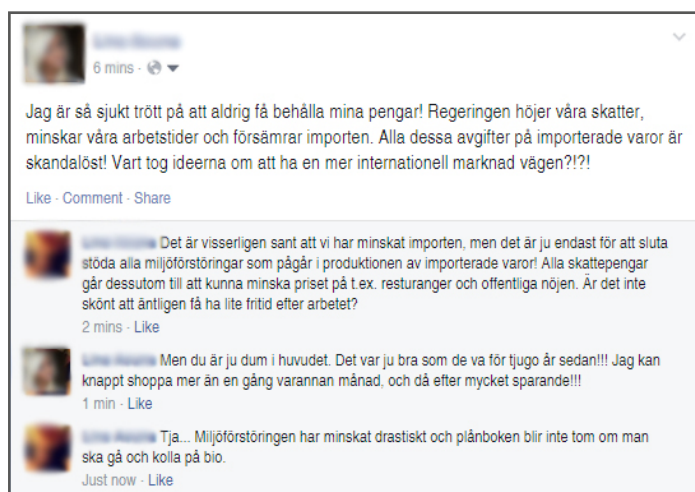 6 mins ·
Jag är så sjukt trött på att aldrig få behålla mina pengar! Regeringen höjer våra skatter,
minskar våra arbetstider och försämrar importen. Alla dessa avgifter på importerade varor är
skandalöst! Vart tog ideerna om att ha en mer internationell marknad vägen?!?!
Like · Comment · Share
Det är visserligen sant att vi har minskat importen, men det är ju endast för att sluta
stöda alla miljöförstöringar som pågår i produktionen av importerade varor! Alla skattepengar
går dessutom till att kunna minska priset på t.ex. resturanger och offentliga nöjen. Är det inte
skönt att äntligen få ha lite fritid efter arbetet?
2 mins · Like
Men du är ju dum i huvudet. Det var ju bra som de va för tjugo år sedan!!! Jag kan
knappt shoppa mer än en gång varannan månad, och då efter mycket sparande!!!
1 min · Like
Tja... Miljöförstöringen har minskat drastiskt och plånboken blir inte tom om man
ska gå och kolla på bio.
Just now · Like